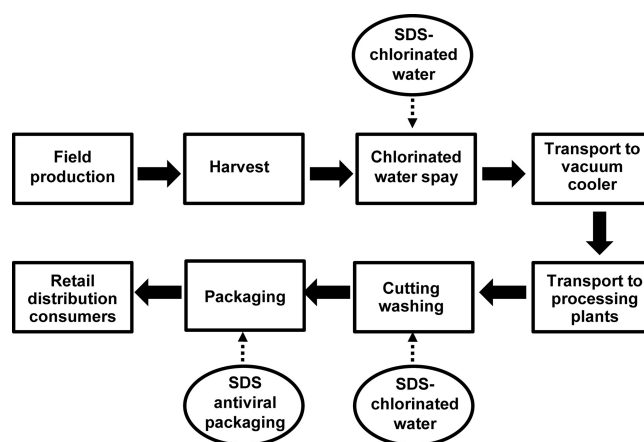 SDS-
chlorinated
water
Field
production
Harvest
Chlorinated
water spay
Transport to
vacuum
cooler
Retail
distribution
consumers
Packaging
Cutting
washing
Transport to
processing
plants
SDS
antiviral
packaging
SDS-
chlorinated
water